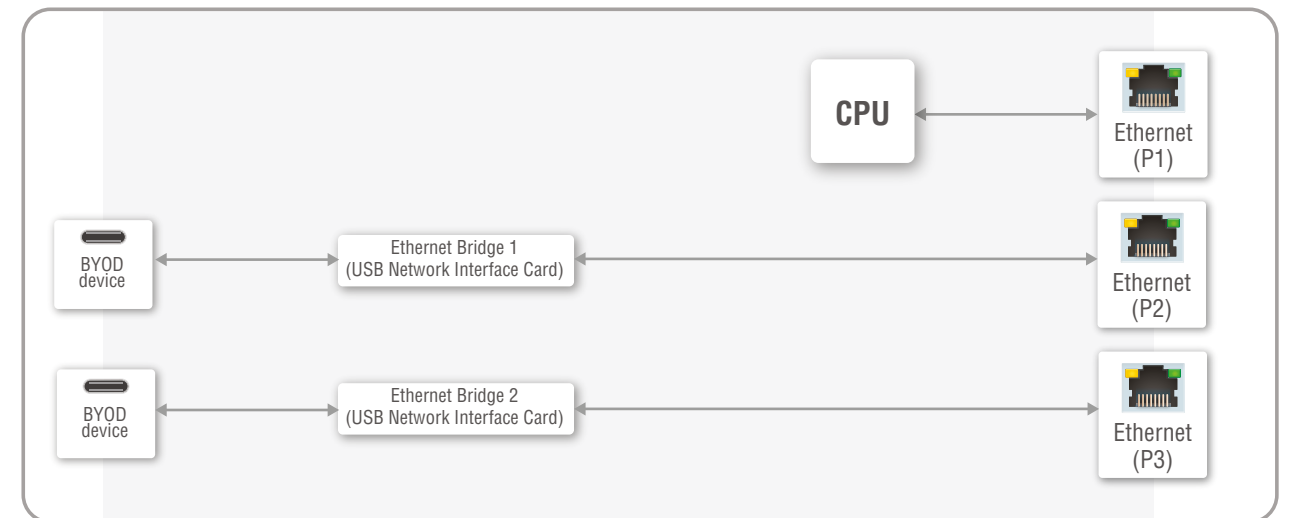 CPU
Ethernet
(P1)
BYOD
device
Ethernet Bridge 1
(USB Network Interface Card)
Ethernet
(P2)
BYOD
device
Ethernet Bridge 2
(USB Network Interface Card)
Ethernet
(P3)